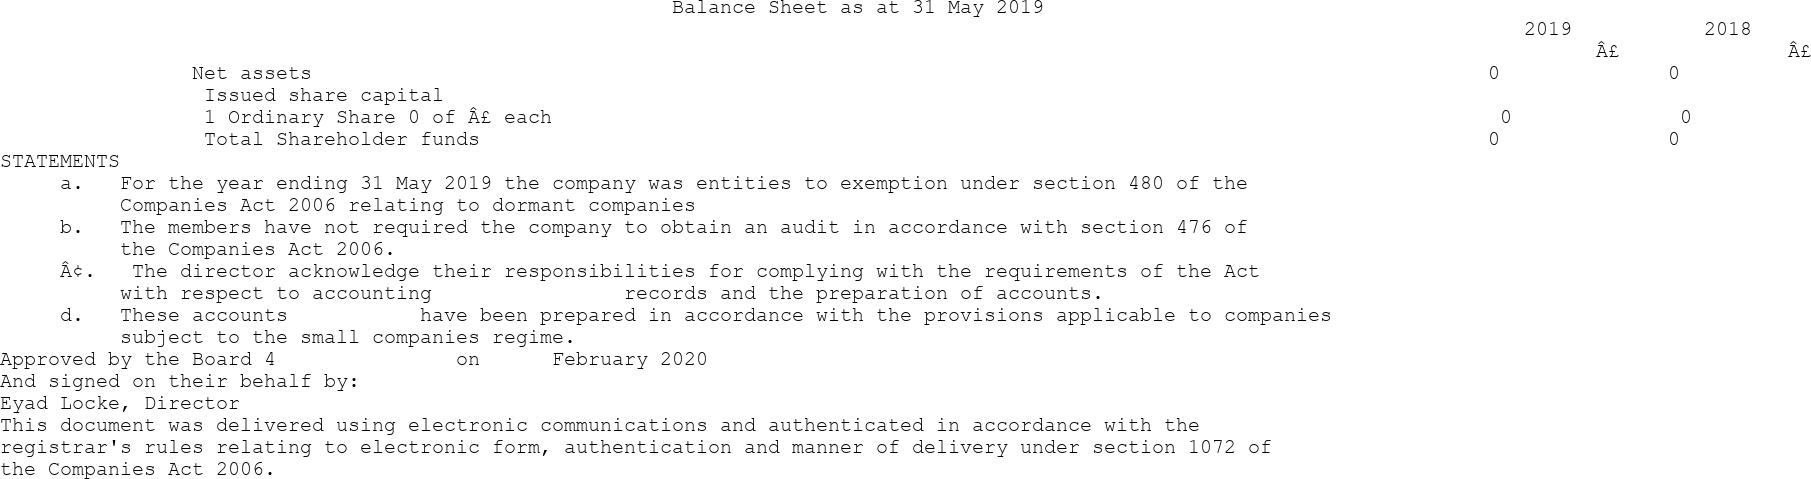 Balance Sheet as at 31 May 2019
2019 2018
Â£ Â£
Net assets 0 0
Issued share capital
1 Ordinary Share 0 of Â£ each 0 0
Total Shareholder funds 0 0
STATEMENTS
a. For the year ending 31 May 2019 the company was entities to exemption under section 480 of the
Companies Act 2006 relating to dormant companies
b. The members have not required the company to obtain an audit in accordance with section 476 of
the Companies Act 2006.
Â¢. The director acknowledge their responsibilities for complying with the requirements of the Act
with respect to accounting records and the preparation of accounts.
d. These accounts have been prepared in accordance with the provisions applicable to companies
subject to the small companies regime.
Approved by the Board 4 on February 2020
And signed on their behalf by:
Eyad Locke, Director
This document was delivered using electronic communications and authenticated in accordance with the
registrar's rules relating to electronic form, authentication and manner of delivery under section 1072 of
the Companies Act 2006.